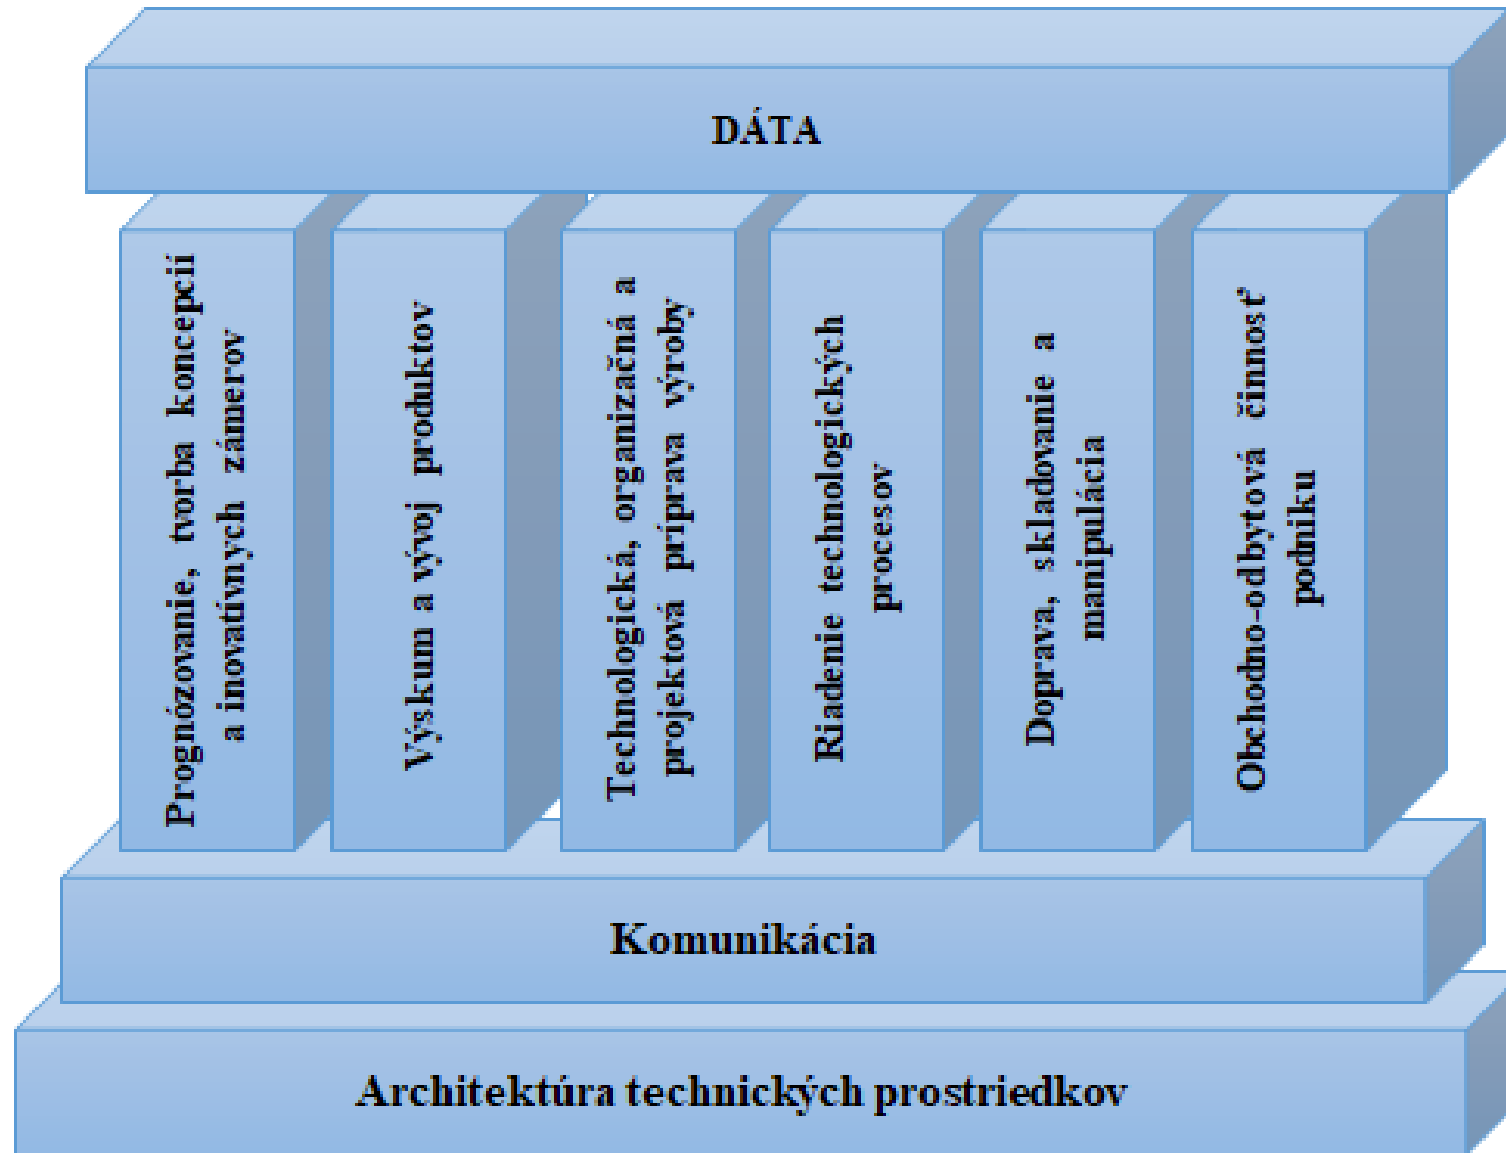 DÁTA
Prognózovanie, tvorba koncepcií
a inovatívnych zámerov
Výskum a vývoj produktov
Technologická, organizačná a
projektová príprava výroby
Riadenie technologických
procesov
Doprava, skladovanie a
manipulácia
Obchodno-odbytová činnosť
podniku
Komunikácia
Architektúra technických prostriedkov